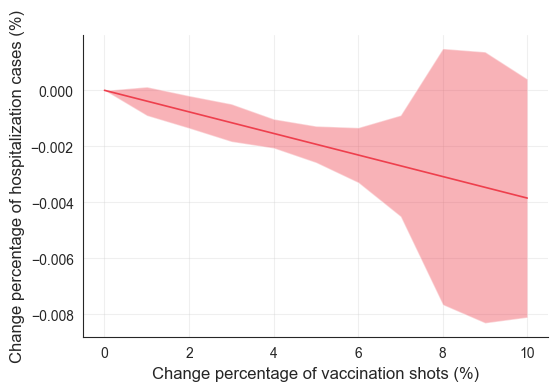 Change percentage of hospitalization cases (%)
0.000
−0.002
−0.004
−0.006
−0.008
0 2 4 6 8 10
Change percentage of vaccination shots (%)